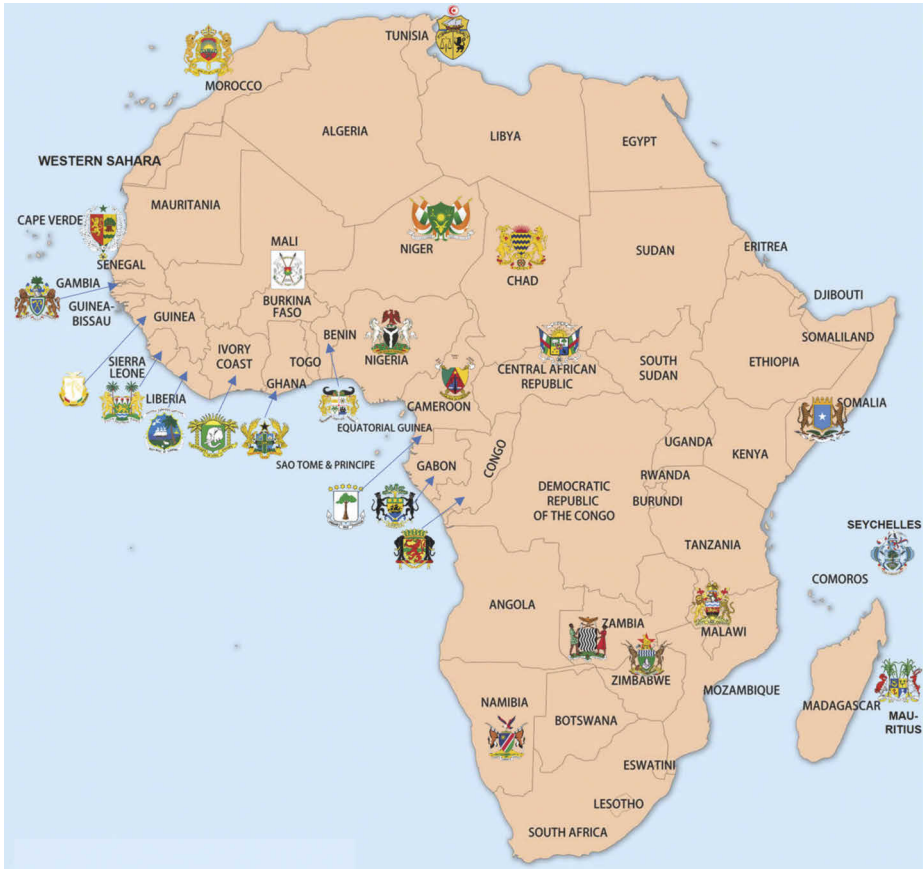 TUNISIA
MOROCCO
ALGERIA
LIBYA
EGYPT
WESTERN SAHARA
MAURITANIA
CAPE VERDE
MALI
NIGER
CHAD
SUDAN
ERITREA
SENEGAL
GAMBIA
GUINEA-
BISSAU
GUINEA
BURKINA
FASO
DJIBOUTI
SOMALILAND
SIERRA
LEONE
IVORY
COAST
TOGO
BENIN
NIGERIA
CENTRAL AFRICAN
REPUBLIC
SOUTH
SUDAN
ETHIOPIA
LIBERIA
GHANA
CAMEROON
SOMALIA
EQUATORIAL GUINEA
UGANDA
KENYA
SAO TOME & PRINCIPE
GABON
CONGO
RWANDA
BURUNDI
DEMOCRATIC
REPUBLIC
OF THE CONGO
TANZANIA
SEYCHELLES
COMOROS
ANGOLA
ZAMBIA
MALAWI
ZIMBABWE
MOZAMBIQUE
NAMIBIA
BOTSWANA
MADAGASCAR
MAU-
RITIUS
ESWATINI
LESOTHO
SOUTH AFRICA